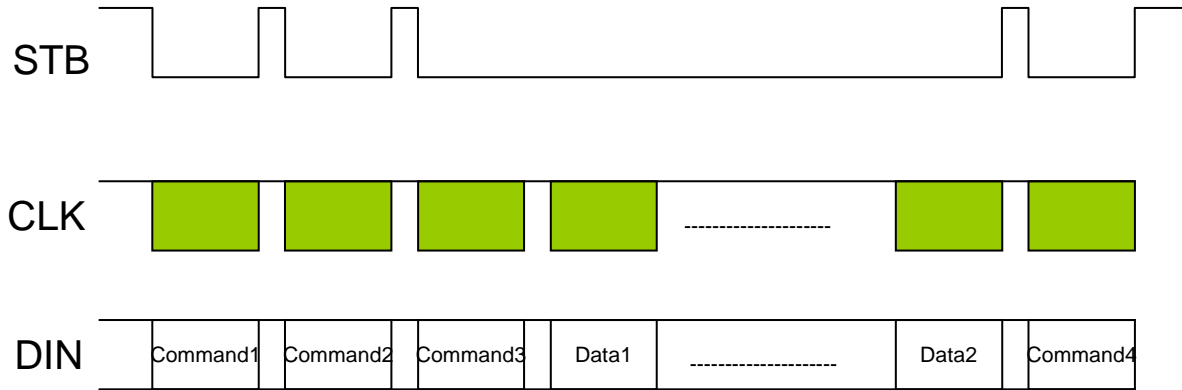 STB
CLK
----------------------
DIN
Command1 Command2 Command3 Data1 ---------------------- Data2 Command4